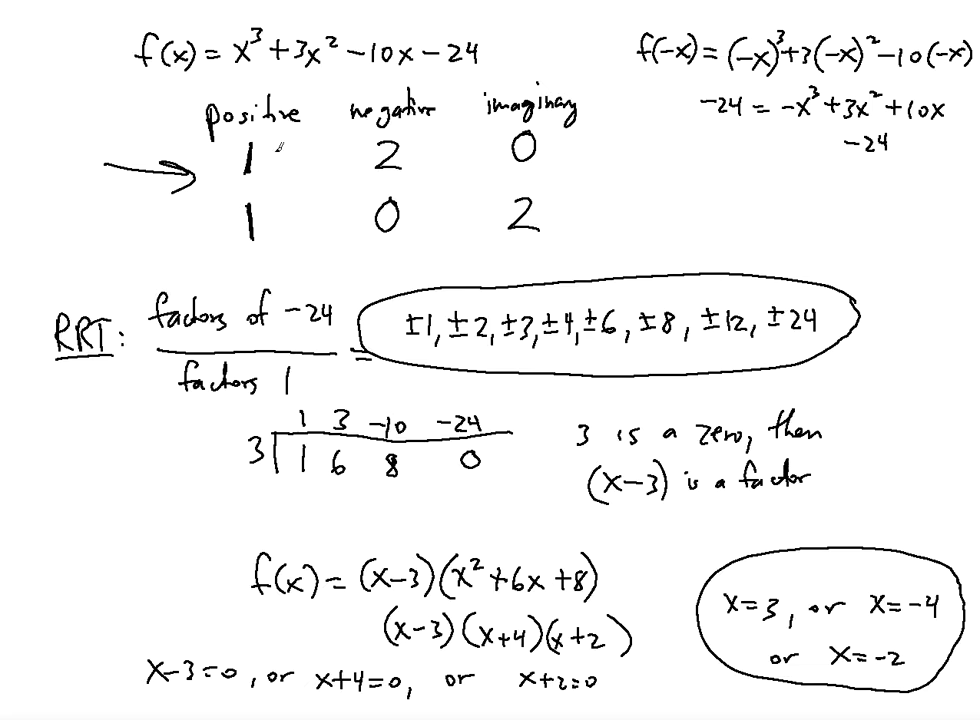 f(x) = x³ + 3x² - 10x - 24
f(-x) = (-x)³ + 3(-x)² - 10(-x)
-24 = -x³ + 3x² + 10x
-24
positive negative imaginary
1 2 0
1 0 2
RRT: factors of -24 / factors 1 = ±1, ±2, ±3, ±4, ±6, ±8, ±12, ±24
1 3 -10 -24
3 1 6 8 0
3 is a zero, then
(x-3) is a factor
f(x) = (x-3)(x² + 6x + 8)
(x-3)(x+4)(x+2)
x-3=0, or x+4=0, or x+2=0
x=3, or x=-4
or x=-2